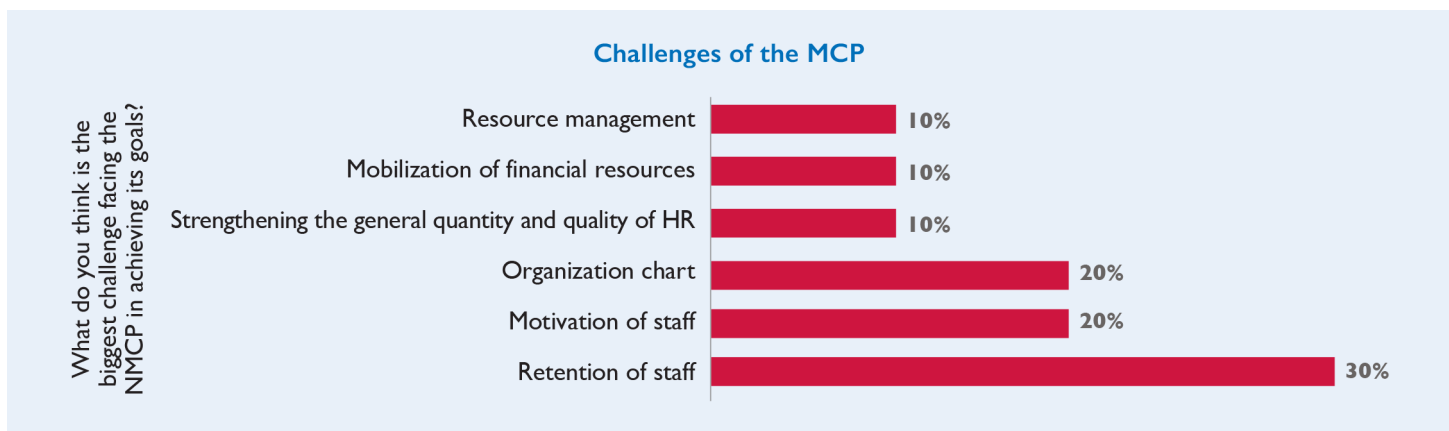 Challenges of the MCP
What do you think is the
biggest challenge facing the
NMCP in achieving its goals?
Resource management 10%
Mobilization of financial resources 10%
Strengthening the general quantity and quality of HR 10%
Organization chart 20%
Motivation of staff 20%
Retention of staff 30%